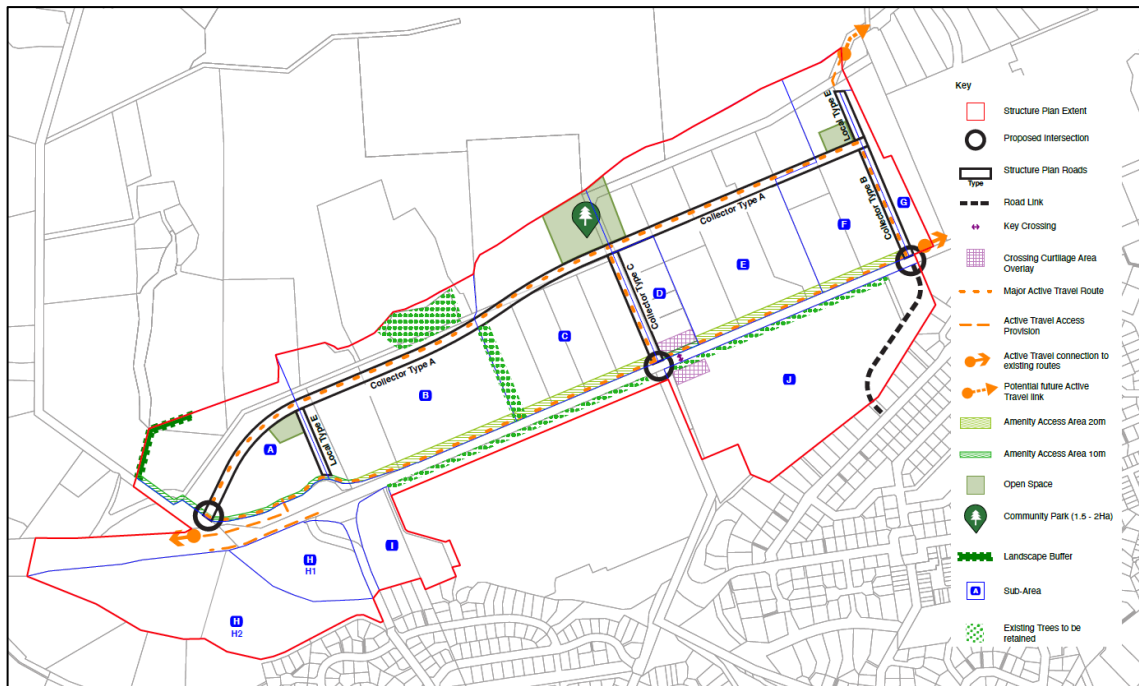 Key
Structure Plan Extent
Proposed Intersection
Structure Plan Roads
Type
Road Link
Key Crossing
Crossing Curtilage Area
Overlay
Major Active Travel Route
Active Travel Access
Provision
Active Travel connection to
existing routes
Potential future Active
Travel link
Amenity Access Area 20m
Amenity Access Area 10m
Open Space
Community Park (1.5 - 2Ha)
Landscape Buffer
A
Sub-Area
Existing Trees to be
retained
Local Type E
Collector Type A
Collector Type B
G
F
E
D
Collector Type C
C
J
Collector Type A
B
A
Local Type E
I
H
H1
H
H2